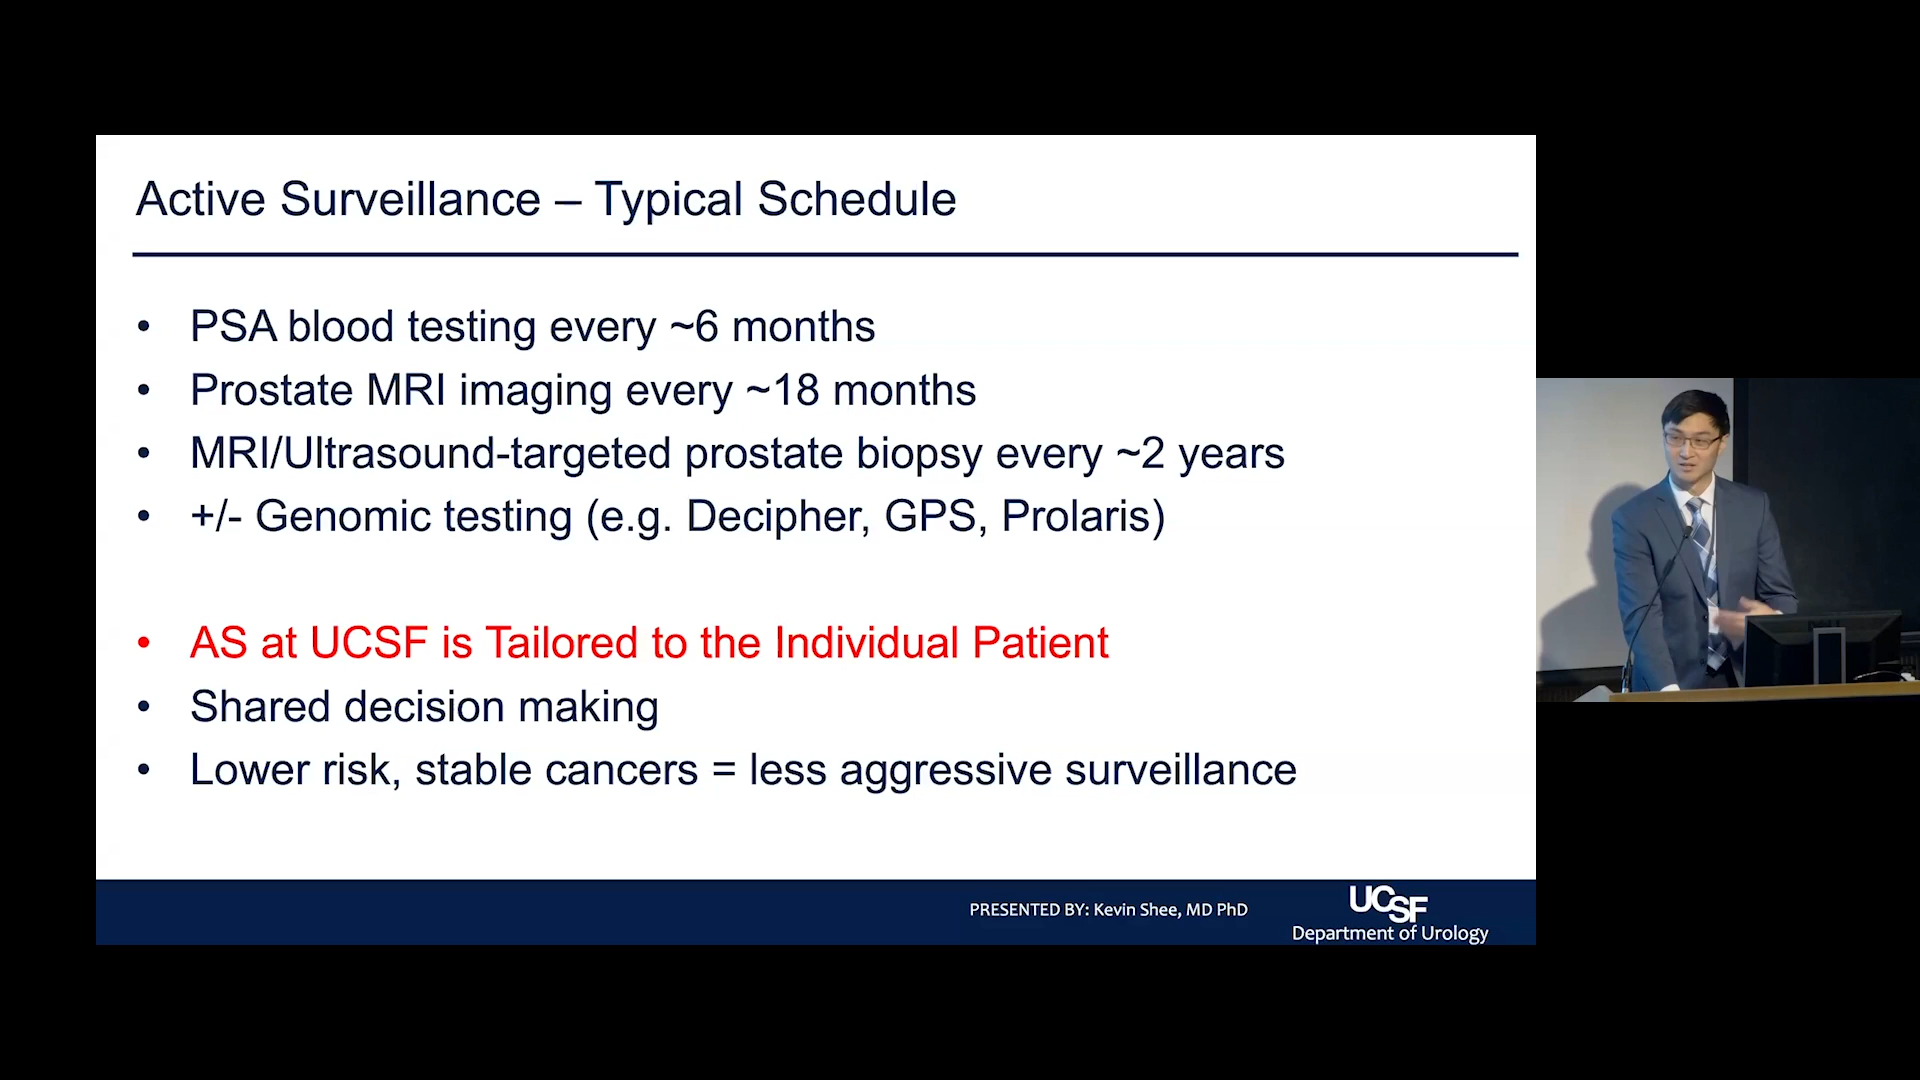 Active Surveillance – Typical Schedule
• PSA blood testing every ~6 months
• Prostate MRI imaging every ~18 months
• MRI/Ultrasound-targeted prostate biopsy every ~2 years
• +/- Genomic testing (e.g. Decipher, GPS, Prolaris)
• AS at UCSF is Tailored to the Individual Patient
• Shared decision making
• Lower risk, stable cancers = less aggressive surveillance
PRESENTED BY: Kevin Shee, MD PhD
UCSF
Department of Urology